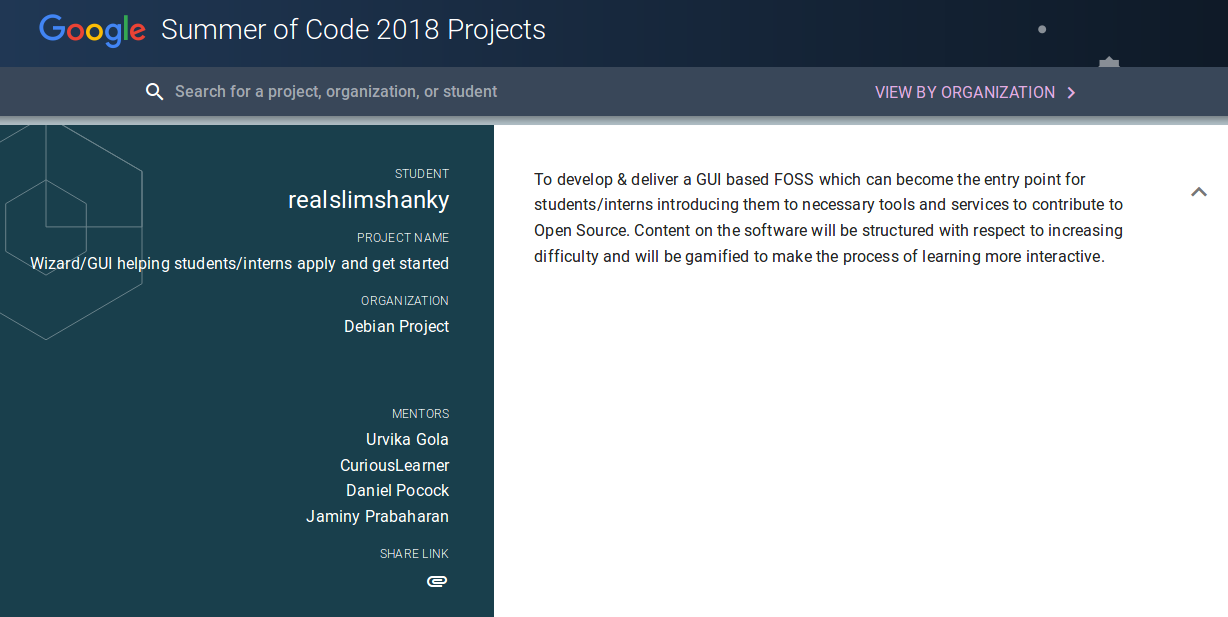 Google Summer of Code 2018 Projects
Search for a project, organization, or student
VIEW BY ORGANIZATION
STUDENT
realslimshanky
PROJECT NAME
Wizard/GUI helping students/interns apply and get started
ORGANIZATION
Debian Project
MENTORS
Urvika Gola
CuriousLearner
Daniel Pocock
Jaminy Prabaharan
SHARE LINK
To develop & deliver a GUI based FOSS which can become the entry point for
students/interns introducing them to necessary tools and services to contribute to
Open Source. Content on the software will be structured with respect to increasing
difficulty and will be gamified to make the process of learning more interactive.